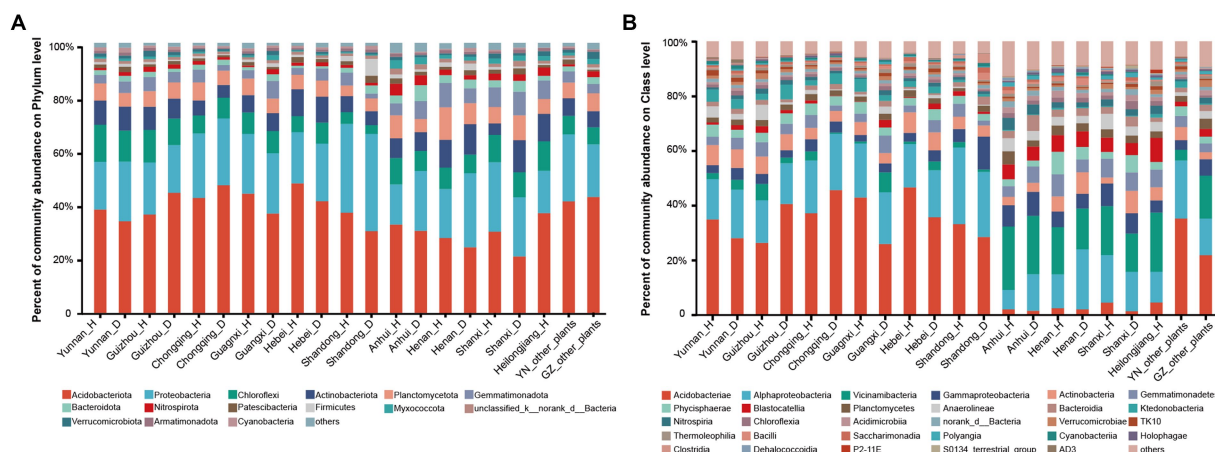 A
Percent of community abundance on Phylum level
100%
80%
60%
40%
20%
0
Yunnan_H
Yunnan_D
Guizhou_H
Guizhou_D
Chongqing_H
Chongqing_D
Guagnxi_H
Guangxi_D
Hebei_H
Hebei_D
Shandong_H
Shandong_D
Anhui_H
Anhui_D
Henan_H
Henan_D
Shanxi_H
Shanxi_D
Heilongjiang_H
YN_other_plants
GZ_other_plants
Acidobacteriota Proteobacteria Chloroflexi Actinobacteriota Planctomycetota Gemmatimonadota
Bacteroidota Nitrospirota Patescibacteria Firmicutes Myxococcota unclassified_k__norank_d__Bacteria
Verrucomicrobiota Armatimonadota Cyanobacteria others
B
Percent of community abundance on Class level
100%
80%
60%
40%
20%
0
Yunnan_H
Yunnan_D
Guizhou_H
Guizhou_D
Chongqing_H
Chongqing_D
Guagnxi_H
Guangxi_D
Hebei_H
Hebei_D
Shandong_H
Shandong_D
Anhui_H
Anhui_D
Henan_H
Henan_D
Shanxi_H
Shanxi_D
Heilongjiang_H
YN_other_plants
GZ_other_plants
Acidobacteriae Alphaproteobacteria Vicinamibacteria Gammaproteobacteria Actinobacteria Gemmatimonadetes
Phycisphaerae Blastocatellia Planctomycetes Anaerolineae Bacteroidia Ktedonobacteria
Nitrospiria Chloroflexia Acidimicrobiia norank_d__Bacteria Verrucomicrobiae TK10
Thermoleophilia Bacilli Saccharimonadia Polyangia Cyanobacteriia Holophagae
Clostridia Dehalococcoidia P2-11E S0134_terrestrial_group AD3 others